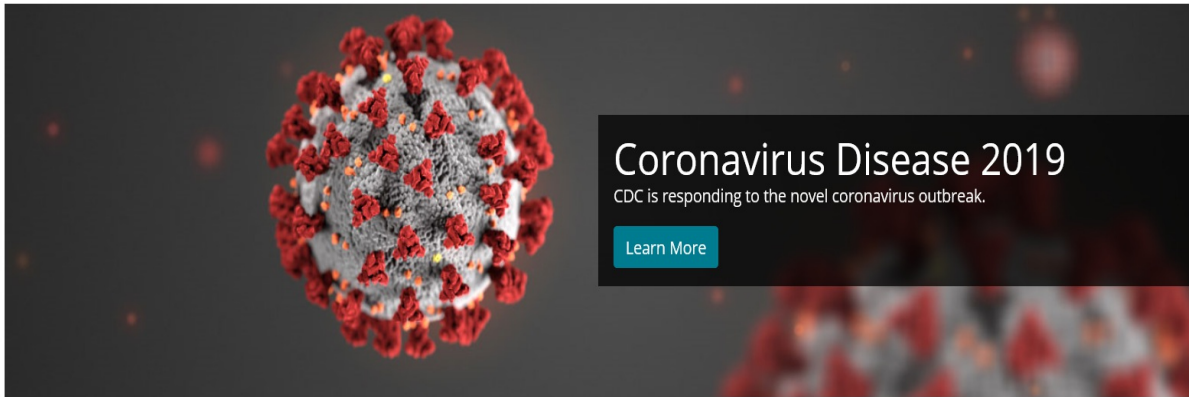 Coronavirus Disease 2019
CDC is responding to the novel coronavirus outbreak.
Learn More